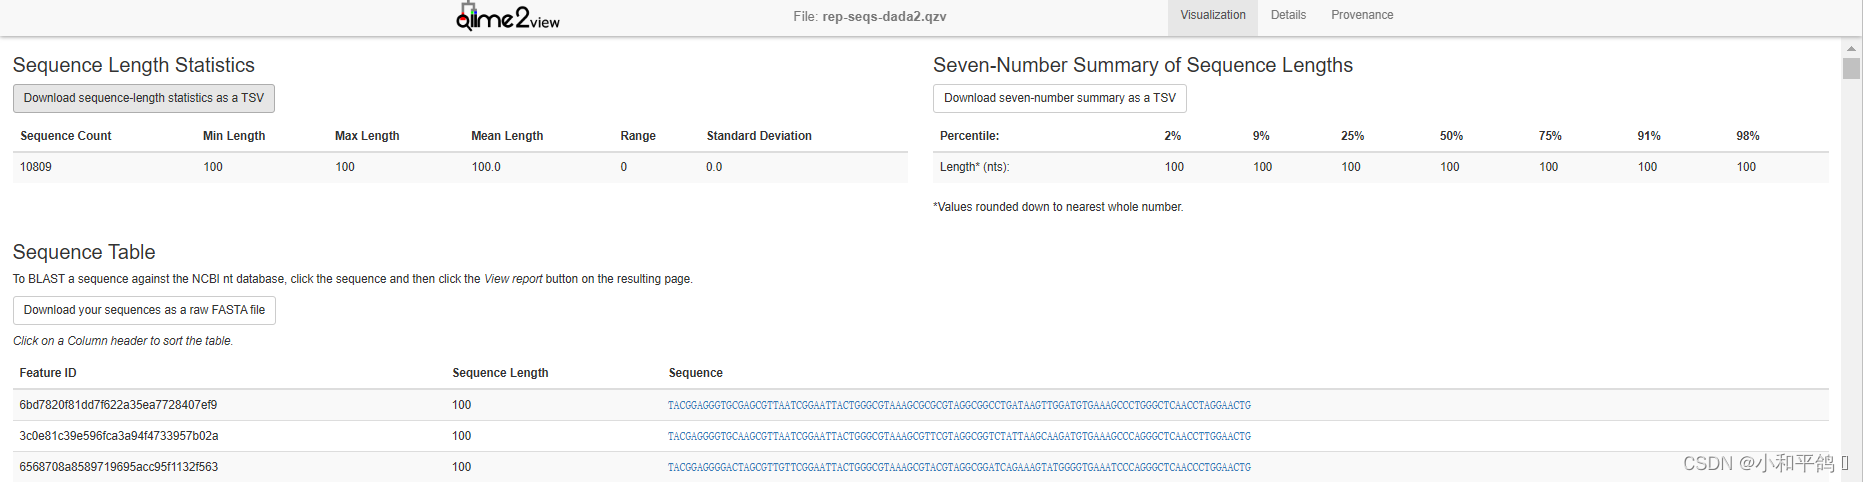 qiime2view File: rep-seqs-dada2.qzv Visualization Details Provenance
Sequence Length Statistics
Download sequence-length statistics as a TSV
Sequence Count Min Length Max Length Mean Length Range Standard Deviation
10809 100 100 100.0 0 0.0
Seven-Number Summary of Sequence Lengths
Download seven-number summary as a TSV
Percentile: 2% 9% 25% 50% 75% 91% 98%
Length* (nts): 100 100 100 100 100 100 100
*Values rounded down to nearest whole number.
Sequence Table
To BLAST a sequence against the NCBI nt database, click the sequence and then click the View report button on the resulting page.
Download your sequences as a raw FASTA file
Click on a Column header to sort the table.
Feature ID Sequence Length Sequence
6bd7820f81dd7f622a35ea7728407ef9 100 TACGGAGGGTGCGAGCGTTAATCGGAATTACTGGGCGTAAAGCGCGCGTAGGCGGCCTGATAAGTTGGATGTGAAAGCCCTGGGCTCAACCTAGGAACTG
3c0e81c39e596fca3a94f4733957b02a 100 TACGAGGGGTGCAAGCGTTAATCGGAATTACTGGGCGTAAAGCGTTCGTAGGCGGTCTATTAAGCAAGATGTGAAAGCCCAGGGCTCAACCTTGGAACTG
6568708a8589719695acc95f1132f563 100 TACGGAGGGGACTAGCGTTGTTCGGAATTACTGGGCGTAAAGCGTACGTAGGCGGATCAGAAAGTATGGGGTGAAATCCCAGGGCTCAACCCTGGAACTG
CSDN @小和平鸽